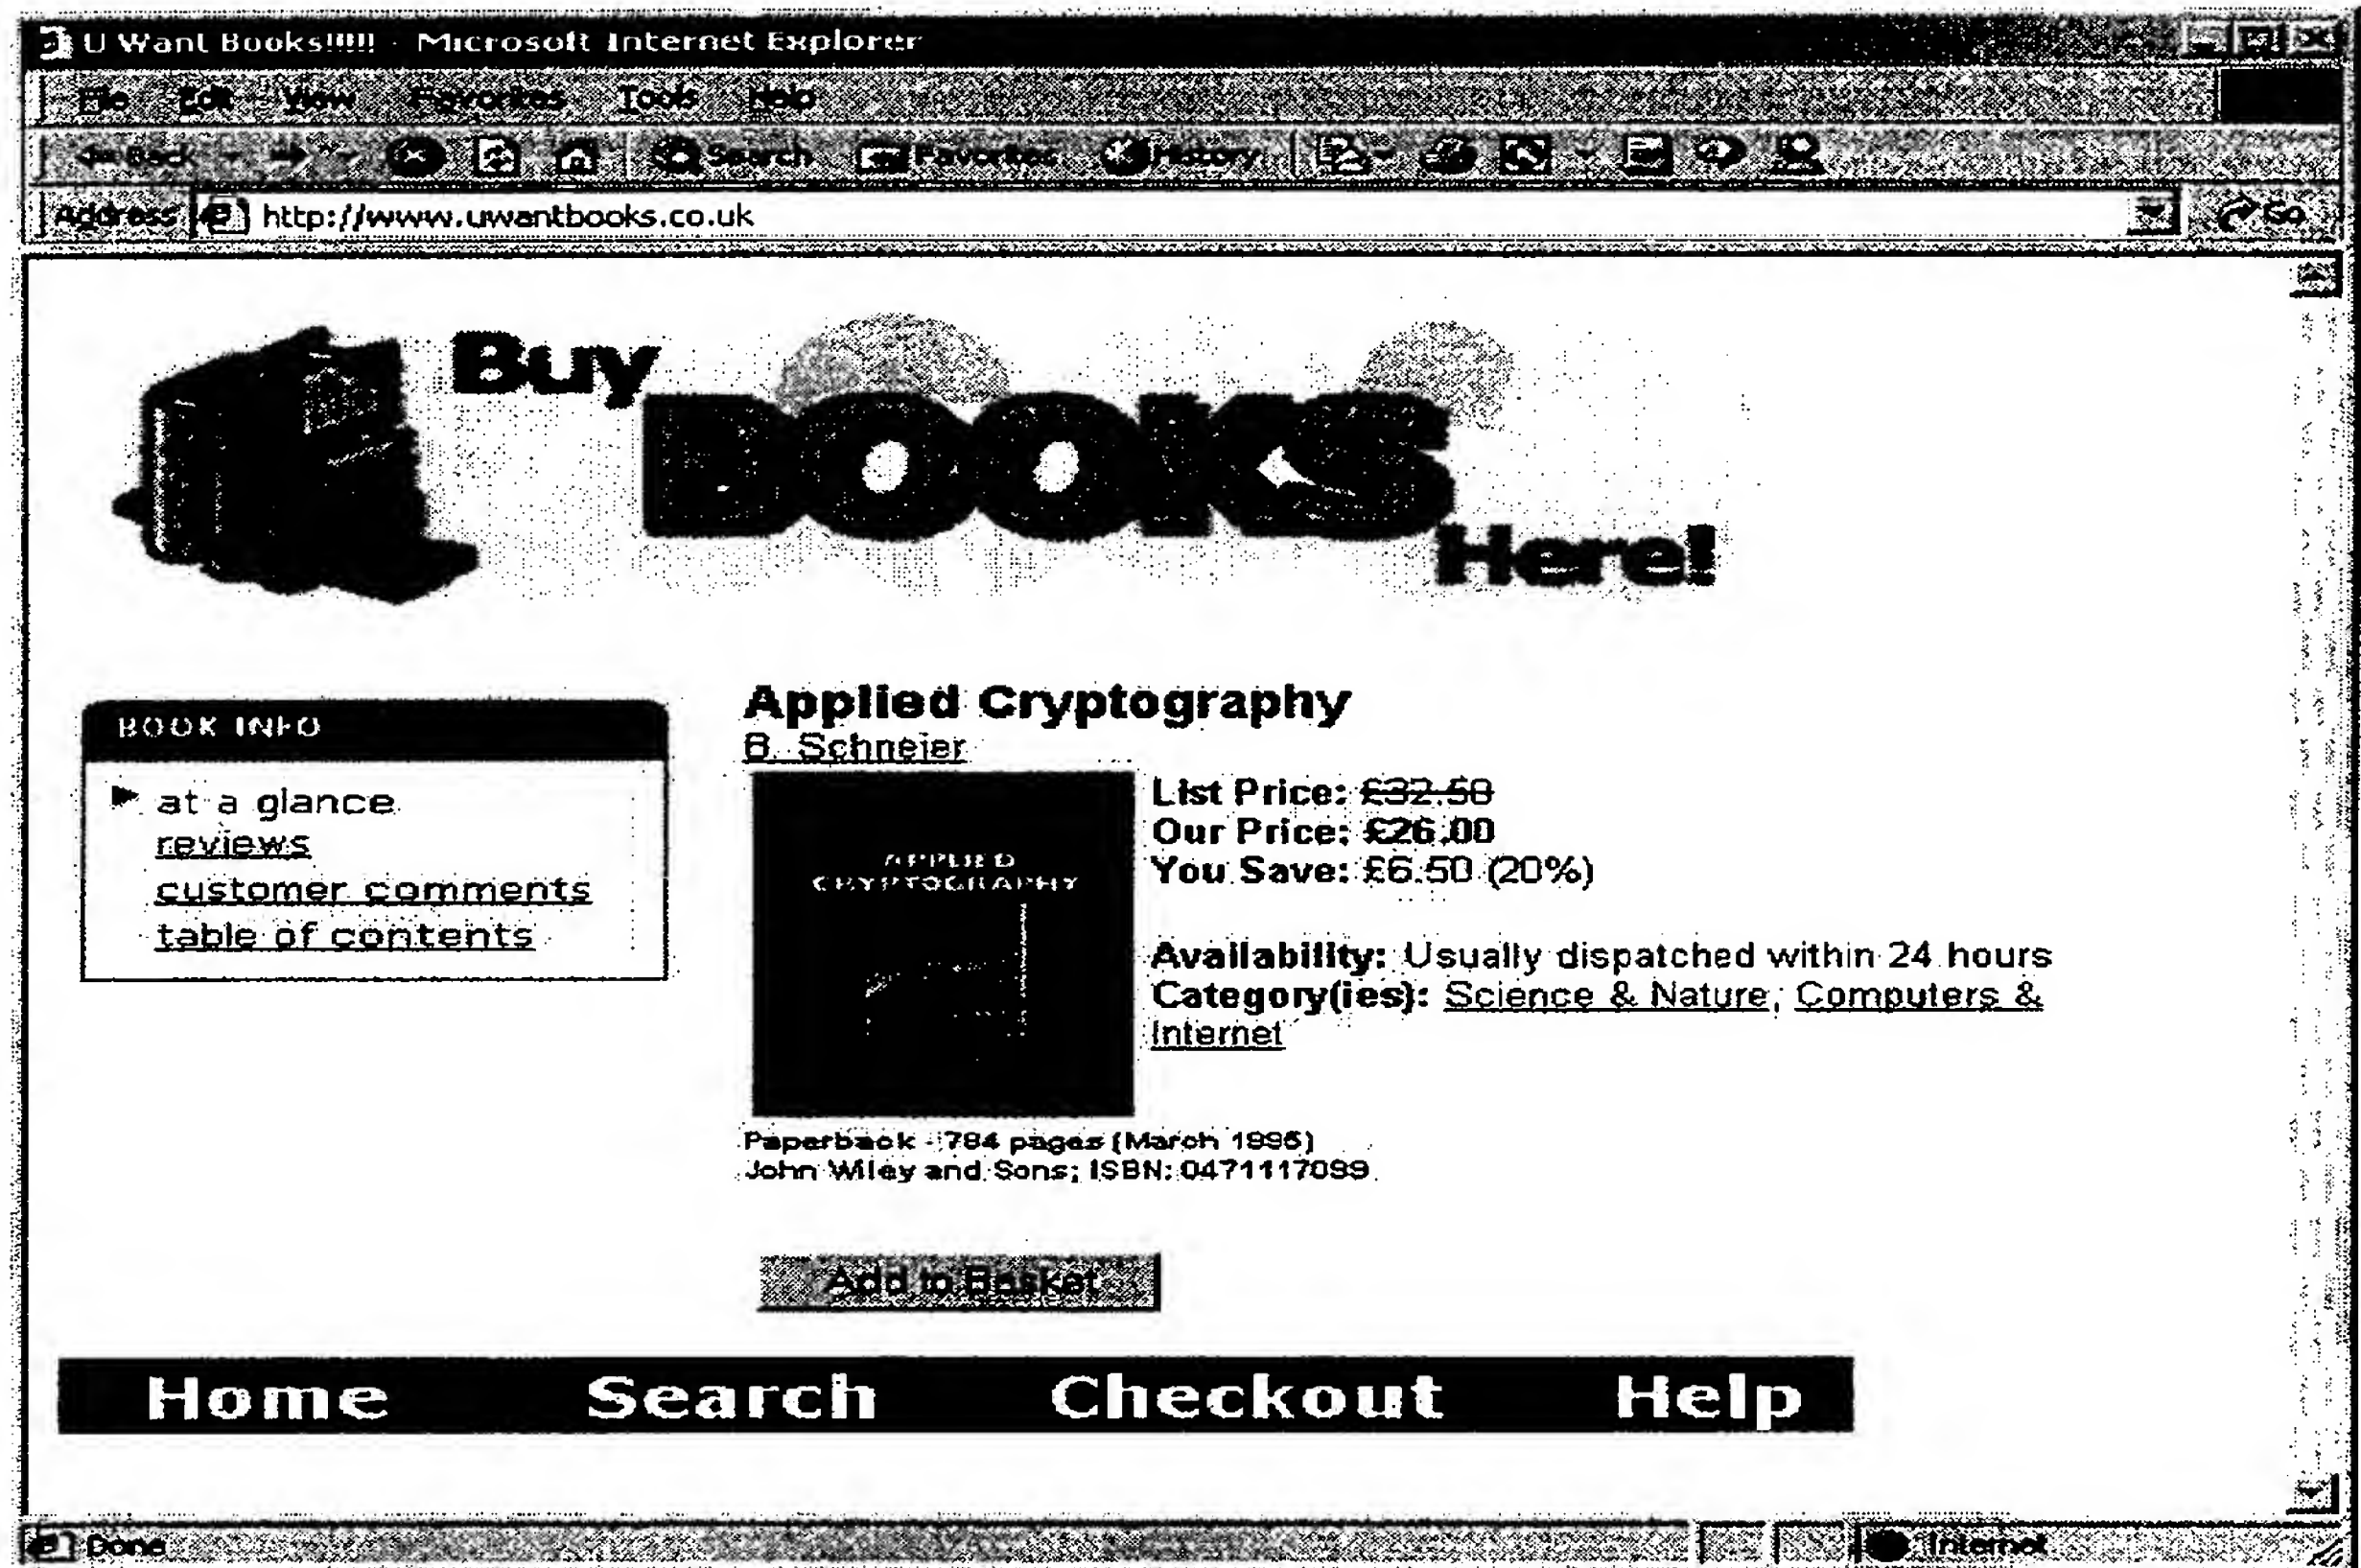 U Want Books!!!!! - Microsoft Internet Explorer
File Edit View Favorites Tools Help
Back Search Favorites History
Address http://www.uwantbooks.co.uk Go
Buy
BOOKS
Here!
BOOK INFO
at a glance
reviews
customer comments
table of contents
Applied Cryptography
B. Schneier
APPLIED
CRYPTOGRAPHY
List Price: £32.50
Our Price: £26.00
You Save: £6.50 (20%)
Availability: Usually dispatched within 24 hours
Category(ies): Science & Nature, Computers &
Internet
Paperback - 784 pages (March 1996)
John Wiley and Sons; ISBN: 0471117099
Add to Basket
Home Search Checkout Help
Done Internet